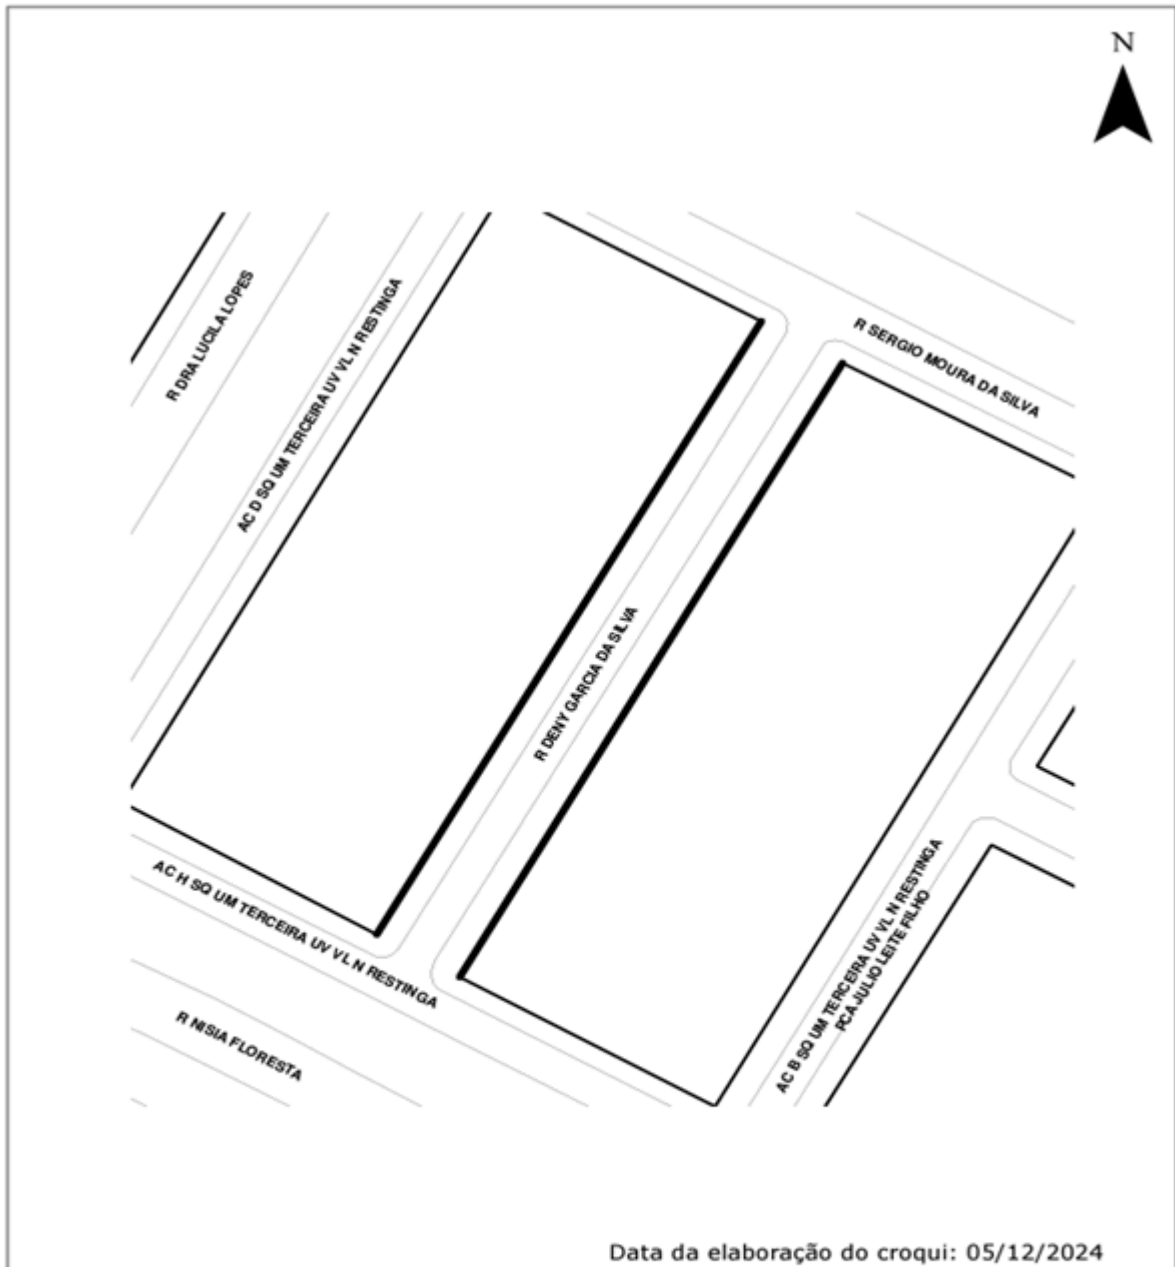 N
R DRA LUCILA LOPES
AC D SQ UM TERCEIRA UV VL N RESTINGA
R SERGIO MOURA DA SILVA
R DENY GARCIA DA SILVA
AC H SQ UM TERCEIRA UV VL N RESTINGA
AC B SQ UM TERCEIRA UV VL N RESTINGA
PCA JULIO LEITE FILHO
R NISIA FLORESTA
Data da elaboração do croqui: 05/12/2024